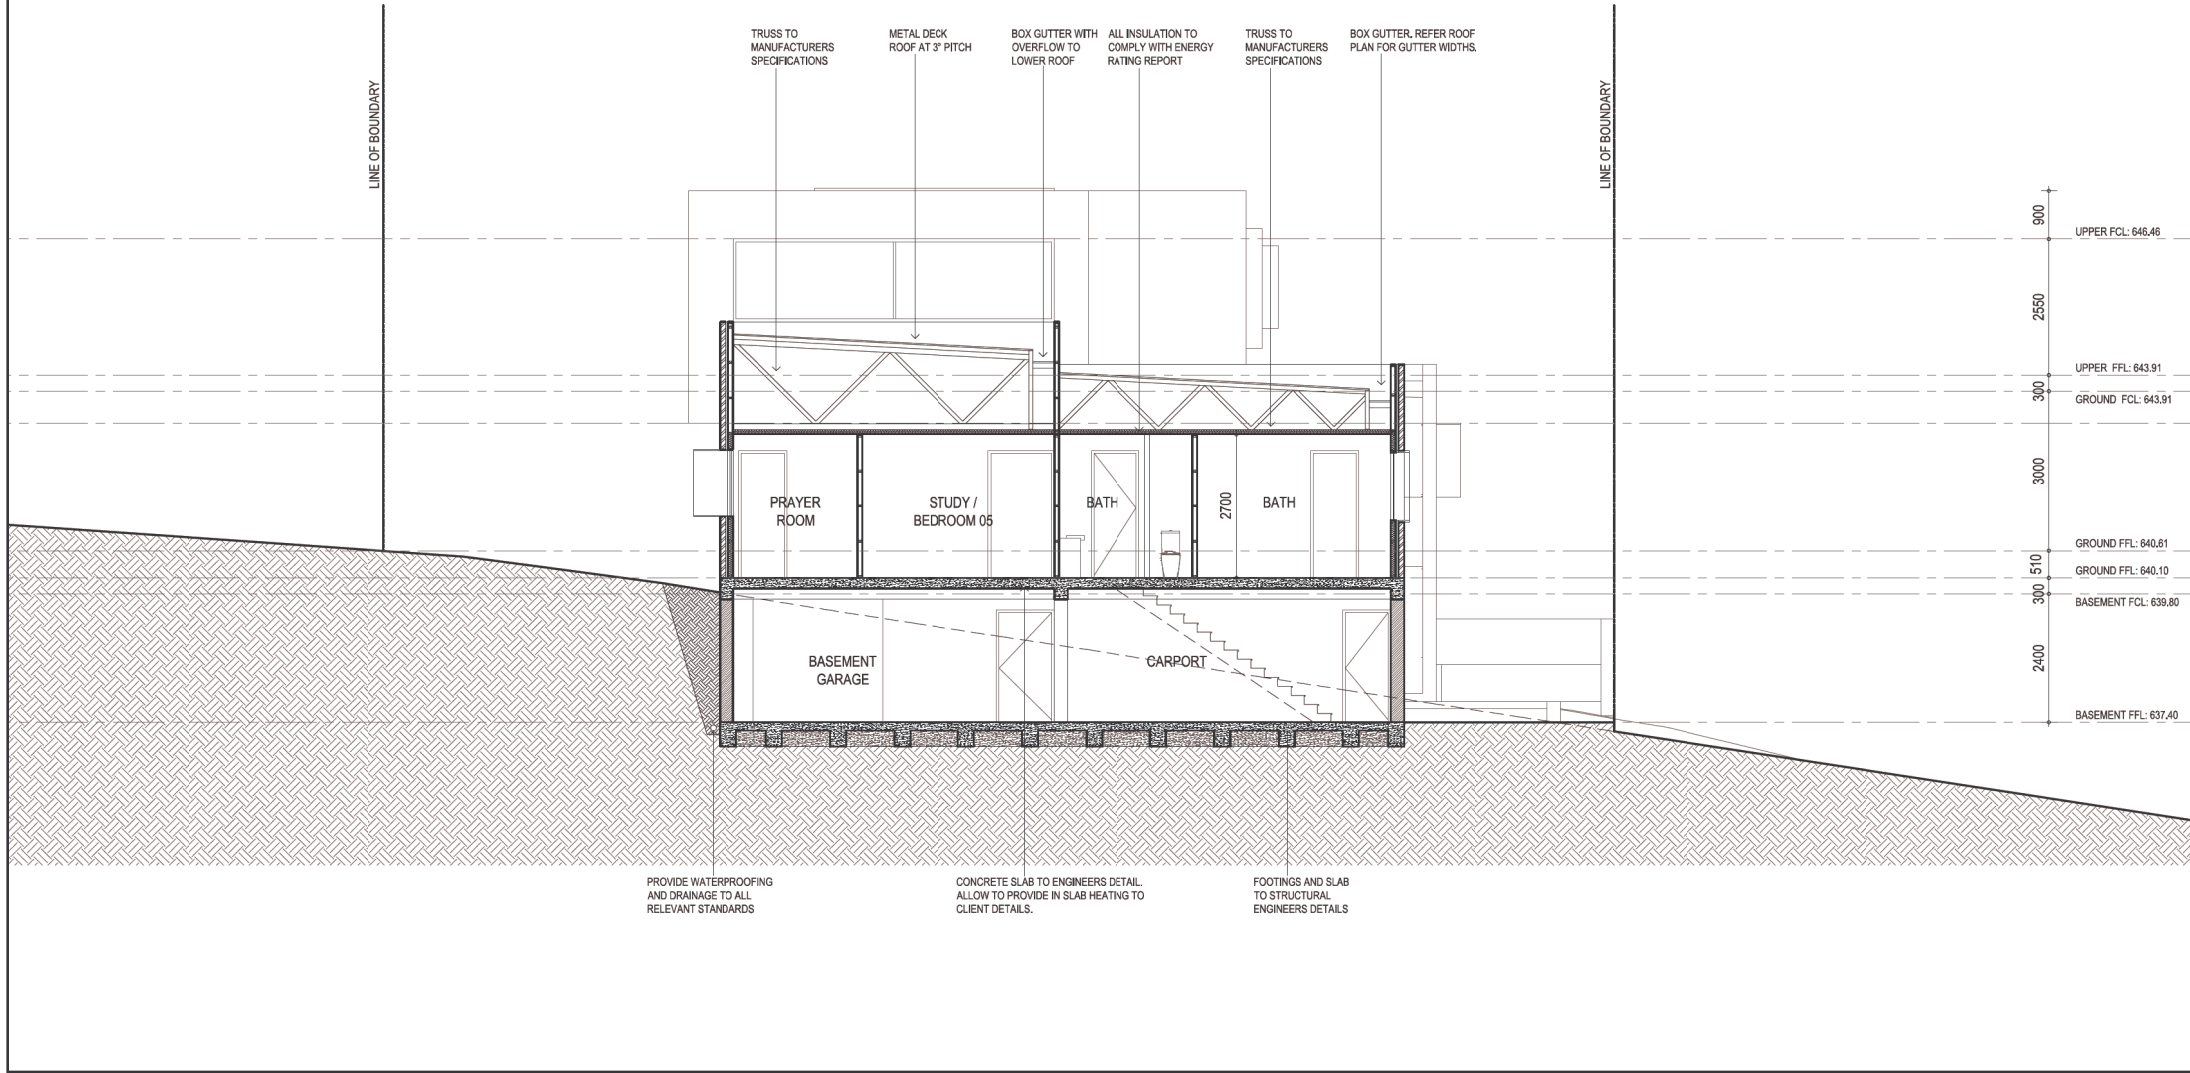 TRUSS TO
MANUFACTURERS
SPECIFICATIONS
METAL DECK
ROOF AT 3° PITCH
BOX GUTTER WITH
OVERFLOW TO
LOWER ROOF
ALL INSULATION TO
COMPLY WITH ENERGY
RATING REPORT
TRUSS TO
MANUFACTURERS
SPECIFICATIONS
BOX GUTTER. REFER ROOF
PLAN FOR GUTTER WIDTHS.
LINE OF BOUNDARY
LINE OF BOUNDARY
900
UPPER FCL: 646.46
2550
UPPER FFL: 643.91
300
GROUND FCL: 643.91
3000
PRAYER
ROOM
STUDY /
BEDROOM 05
BATH
2700
BATH
GROUND FFL: 640.61
510
GROUND FFL: 640.10
300
BASEMENT FCL: 639.80
2400
BASEMENT
GARAGE
CARPORT
BASEMENT FFL: 637.40
PROVIDE WATERPROOFING
AND DRAINAGE TO ALL
RELEVANT STANDARDS
CONCRETE SLAB TO ENGINEERS DETAIL.
ALLOW TO PROVIDE IN SLAB HEATING TO
CLIENT DETAILS.
FOOTINGS AND SLAB
TO STRUCTURAL
ENGINEERS DETAILS